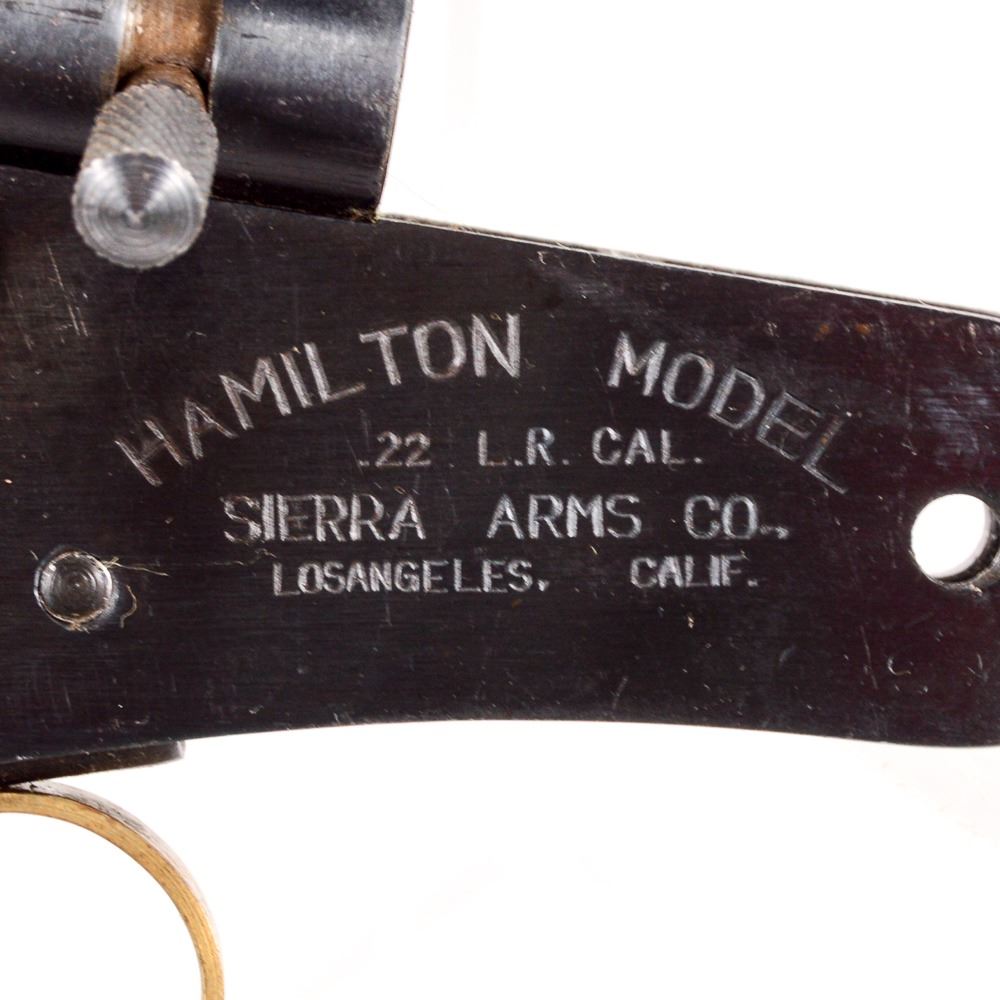 HAMILTON MODEL
.22 L.R. CAL.
SIERRA ARMS CO.,
LOSANGELES, CALIF.